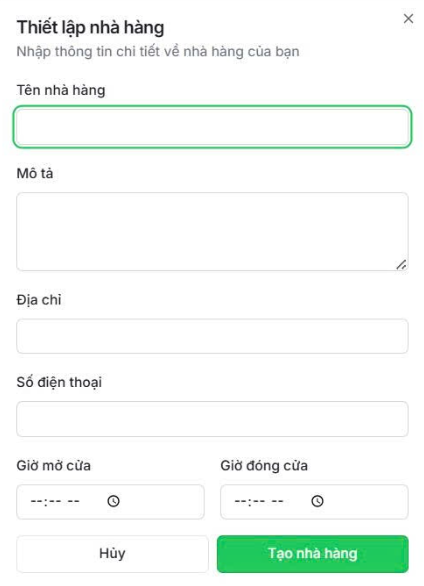 Thiết lập nhà hàng
Nhập thông tin chi tiết về nhà hàng của bạn
Tên nhà hàng
Mô tả
Địa chỉ
Số điện thoại
Giờ mở cửa Giờ đóng cửa
--:-- -- --:-- --
Hủy Tạo nhà hàng